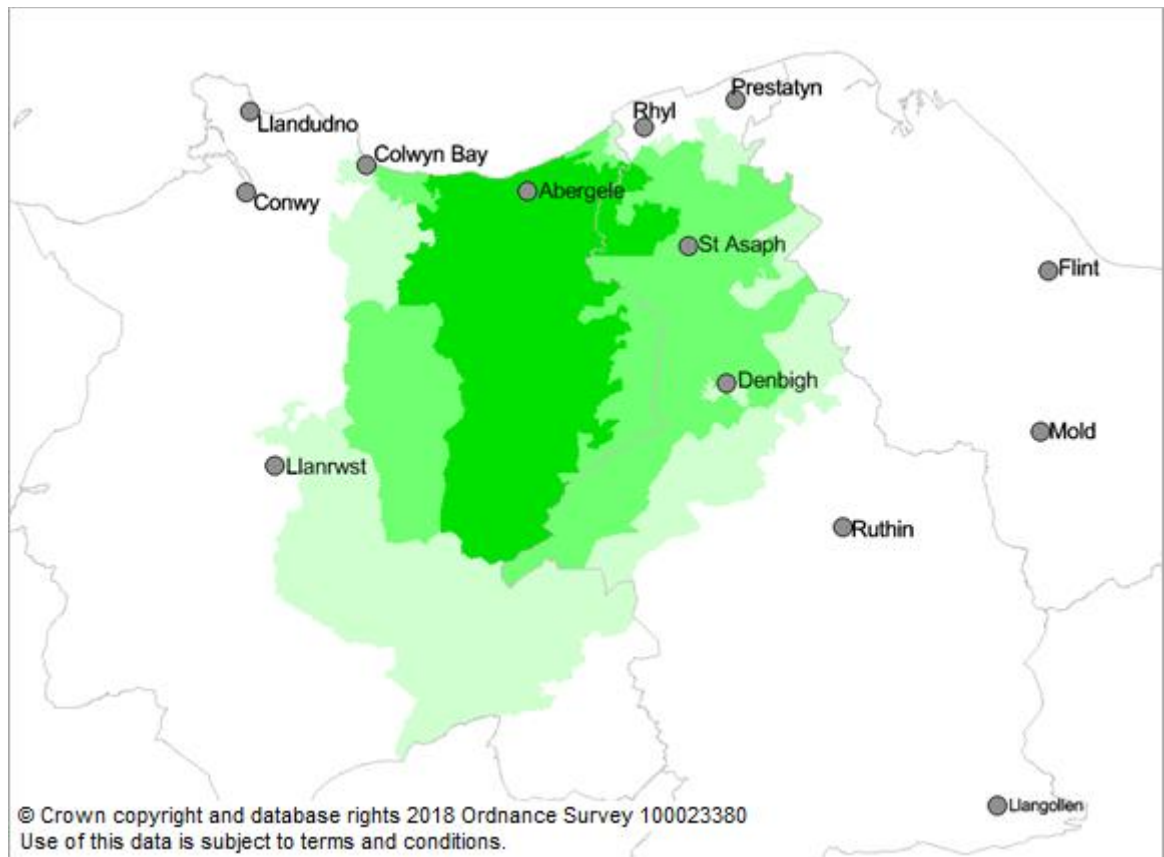 Prestatyn
Rhyl
Llandudno
Colwyn Bay
Abergele
Conwy
St Asaph
Flint
Denbigh
Mold
Llanrwst
Ruthin
Llangollen
© Crown copyright and database rights 2018 Ordnance Survey 100023380
Use of this data is subject to terms and conditions.